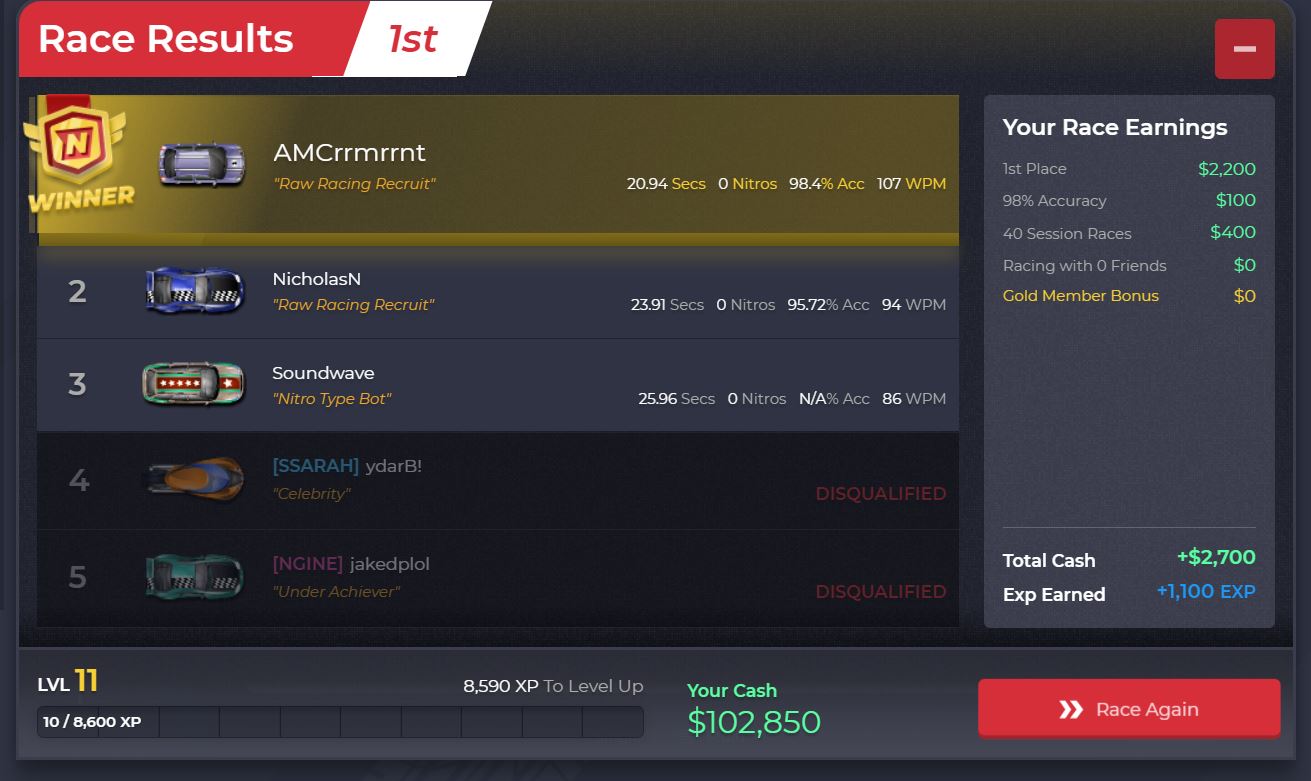 Race Results 1st
N
WINNER
AMCrrmrrnt
"Raw Racing Recruit"
20.94 Secs 0 Nitros 98.4% Acc 107 WPM
2
NicholasN
"Raw Racing Recruit"
23.91 Secs 0 Nitros 95.72% Acc 94 WPM
3
Soundwave
"Nitro Type Bot"
25.96 Secs 0 Nitros N/A% Acc 86 WPM
4
[SSARAH] ydarB!
"Celebrity"
DISQUALIFIED
5
[NGINE] jakedplol
"Under Achiever"
DISQUALIFIED
Your Race Earnings
1st Place $2,200
98% Accuracy $100
40 Session Races $400
Racing with 0 Friends $0
Gold Member Bonus $0
Total Cash +$2,700
Exp Earned +1,100 EXP
LVL 11
8,590 XP To Level Up
10 / 8,600 XP
Your Cash
$102,850
Race Again